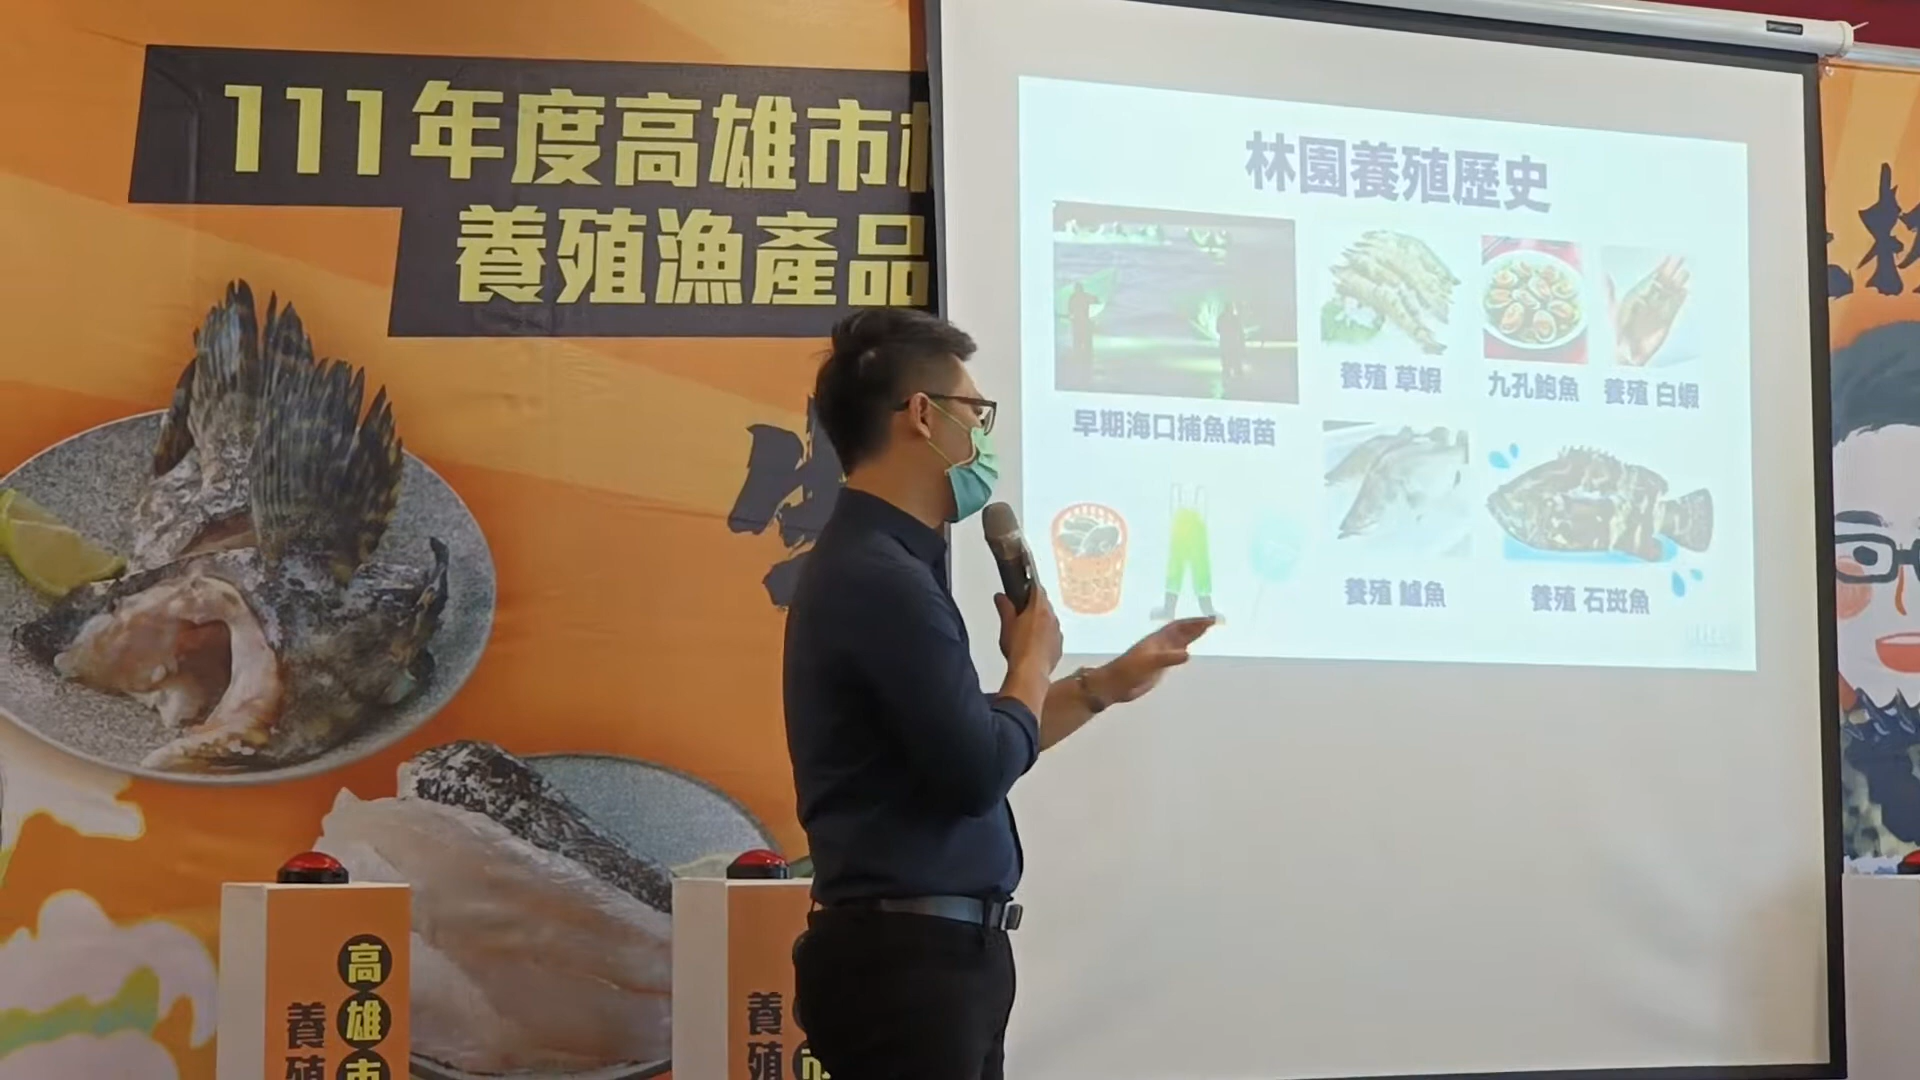 111年度高雄市
養殖漁產品
林園養殖歷史
早期海口捕魚蝦苗
養殖 草蝦
九孔鮑魚
養殖 白蝦
養殖 鱸魚
養殖 石斑魚
高雄市
養殖
養殖
市